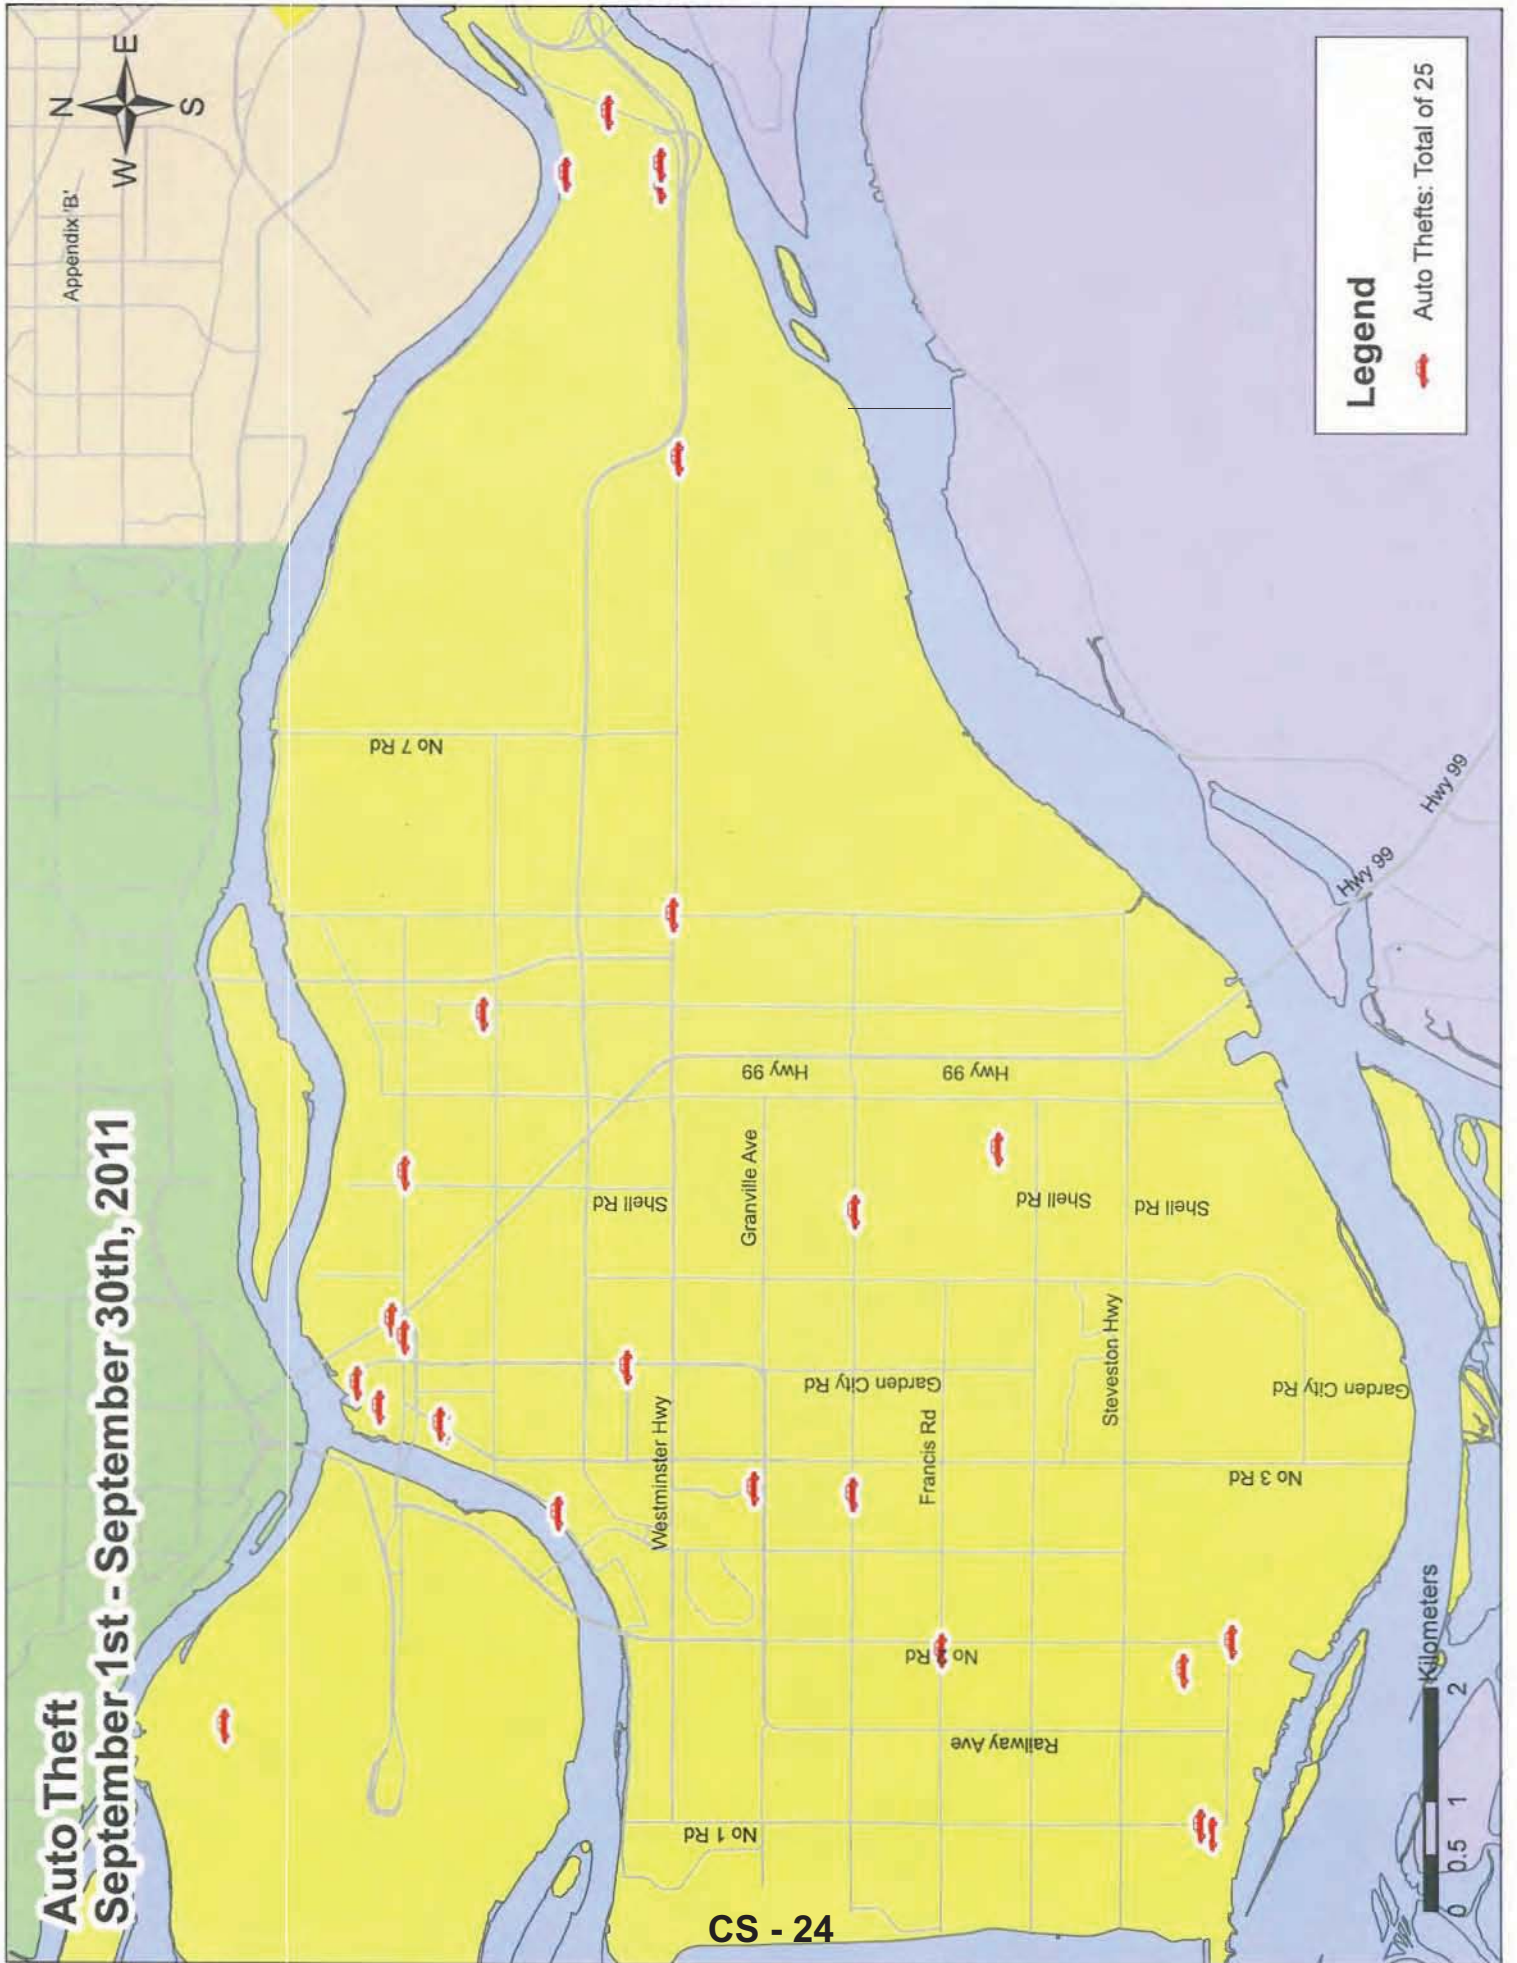 Auto Theft
September 1st - September 30th, 2011
Appendix 'B'
N
W
E
S
No 7 Rd
Hwy 99
Hwy 99
Hwy 99
Hwy 99
Shell Rd
Granville Ave
Shell Rd
Shell Rd
Westminster Hwy
Garden City Rd
Francis Rd
Steveston Hwy
Garden City Rd
No 3 Rd
No 2 Rd
Railway Ave
No 1 Rd
Legend
Auto Thefts: Total of 25
0 0.5 1 2
Kilometers
CS - 24